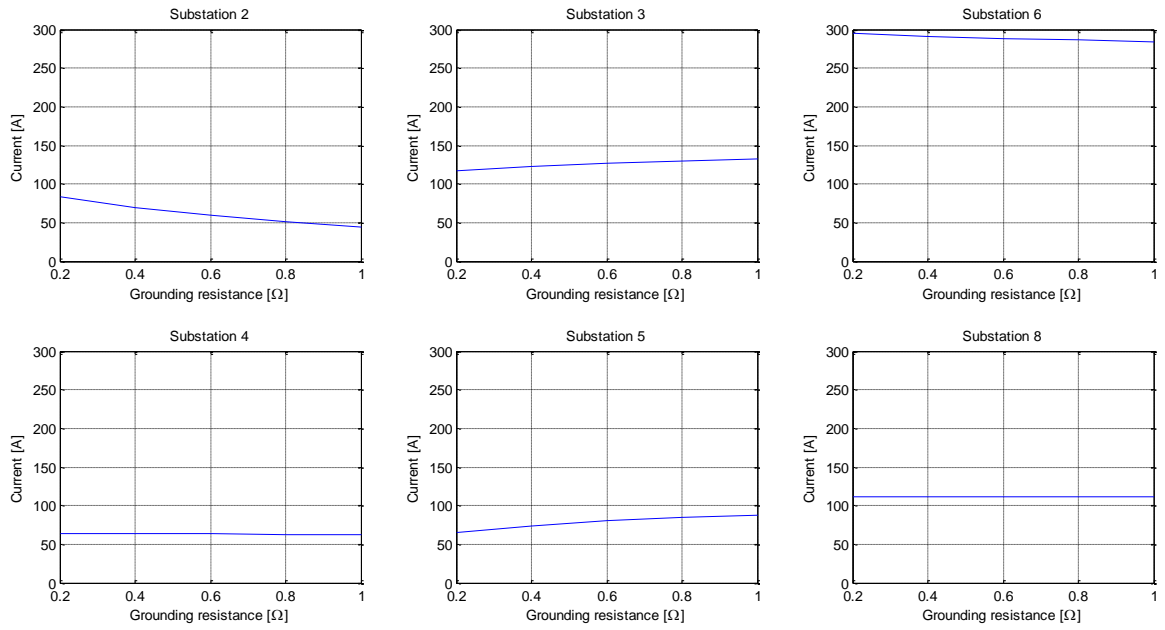 Substation 2
300
250
200
150
100
50
0
Current [A]
0.2 0.4 0.6 0.8 1
Grounding resistance [Ω]
Substation 3
300
250
200
150
100
50
0
Current [A]
0.2 0.4 0.6 0.8 1
Grounding resistance [Ω]
Substation 6
300
250
200
150
100
50
0
Current [A]
0.2 0.4 0.6 0.8 1
Grounding resistance [Ω]
Substation 4
300
250
200
150
100
50
0
Current [A]
0.2 0.4 0.6 0.8 1
Grounding resistance [Ω]
Substation 5
300
250
200
150
100
50
0
Current [A]
0.2 0.4 0.6 0.8 1
Grounding resistance [Ω]
Substation 8
300
250
200
150
100
50
0
Current [A]
0.2 0.4 0.6 0.8 1
Grounding resistance [Ω]